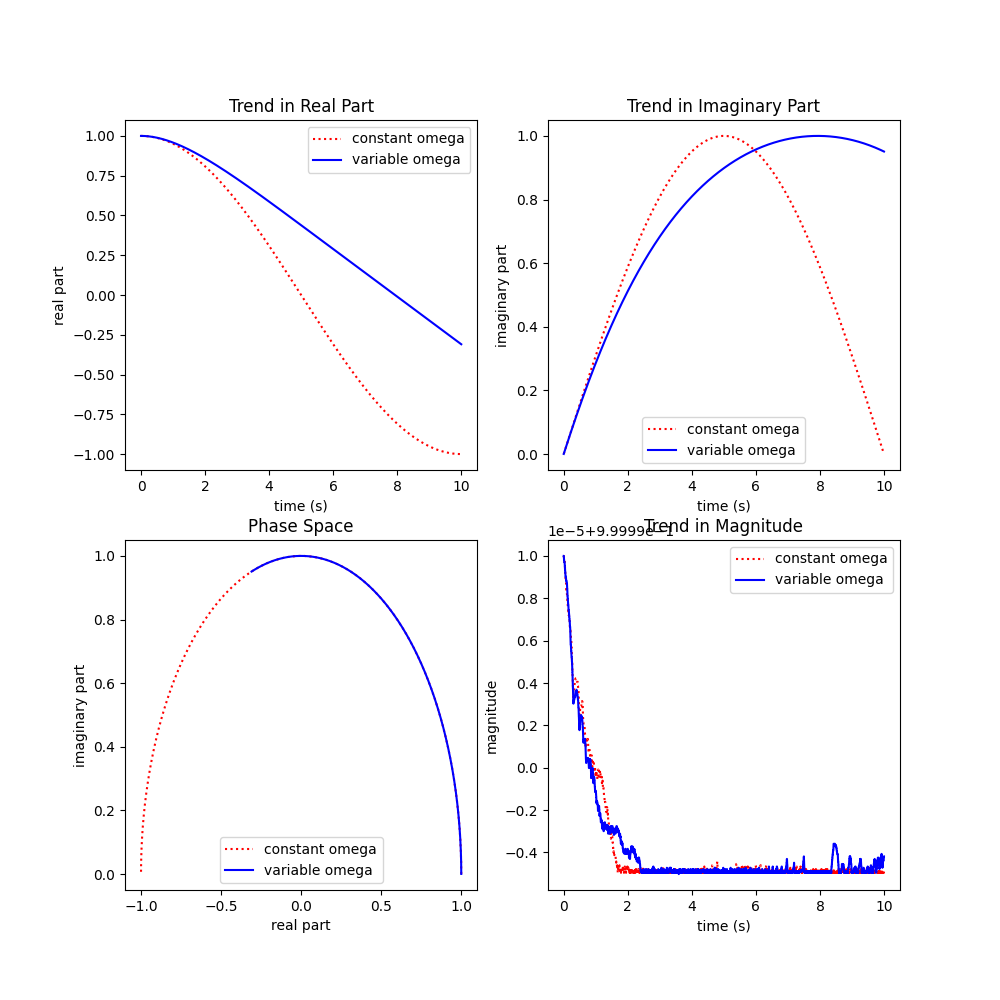 Trend in Real Part
1.00
0.75
0.50
0.25
0.00
−0.25
−0.50
−0.75
−1.00
real part
constant omega
variable omega
0 2 4 6 8 10
time (s)
Trend in Imaginary Part
1.0
0.8
0.6
0.4
0.2
0.0
imaginary part
constant omega
variable omega
0 2 4 6 8 10
time (s)
Phase Space
1.0
0.8
0.6
0.4
0.2
0.0
imaginary part
constant omega
variable omega
−1.0 −0.5 0.0 0.5 1.0
real part
Trend in Magnitude
1e−5+9.9999e−1
1.0
0.8
0.6
0.4
0.2
0.0
−0.2
−0.4
magnitude
constant omega
variable omega
0 2 4 6 8 10
time (s)